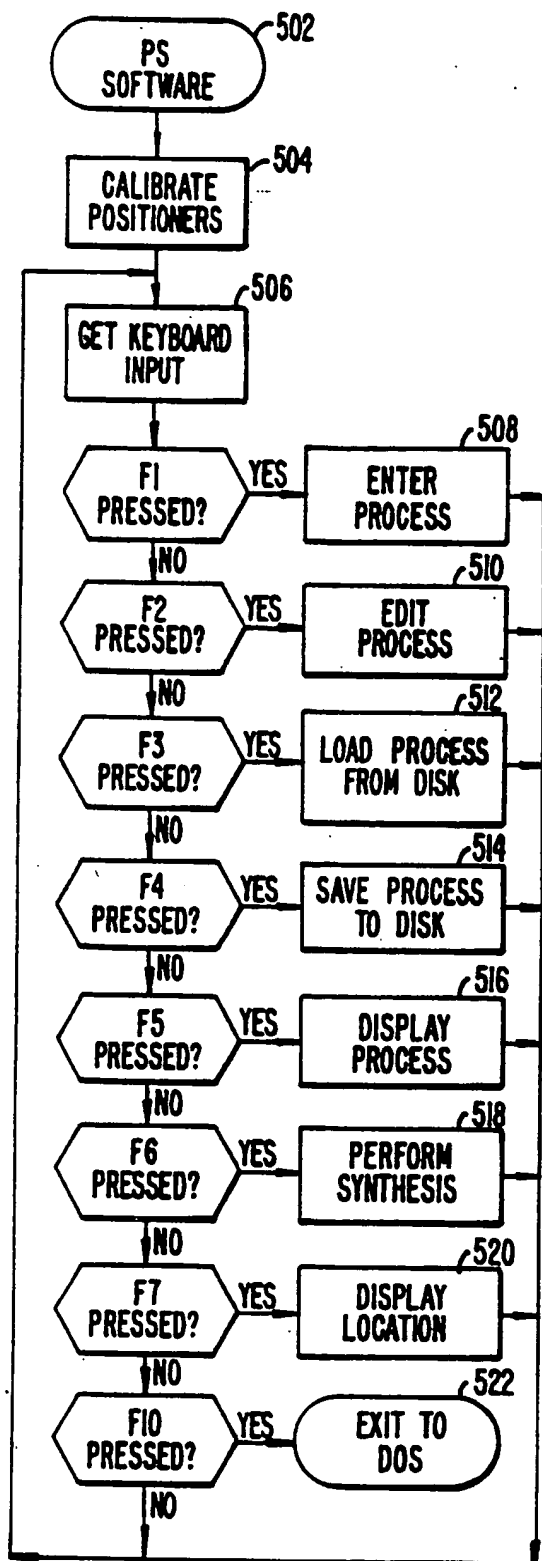 502
PS
SOFTWARE
504
CALIBRATE
POSITIONERS
506
GET KEYBOARD
INPUT
508
F1
PRESSED?
YES
ENTER
PROCESS
NO
510
F2
PRESSED?
YES
EDIT
PROCESS
NO
512
F3
PRESSED?
YES
LOAD PROCESS
FROM DISK
NO
514
F4
PRESSED?
YES
SAVE PROCESS
TO DISK
NO
516
F5
PRESSED?
YES
DISPLAY
PROCESS
NO
518
F6
PRESSED?
YES
PERFORM
SYNTHESIS
NO
520
F7
PRESSED?
YES
DISPLAY
LOCATION
NO
522
F10
PRESSED?
YES
EXIT TO
DOS
NO